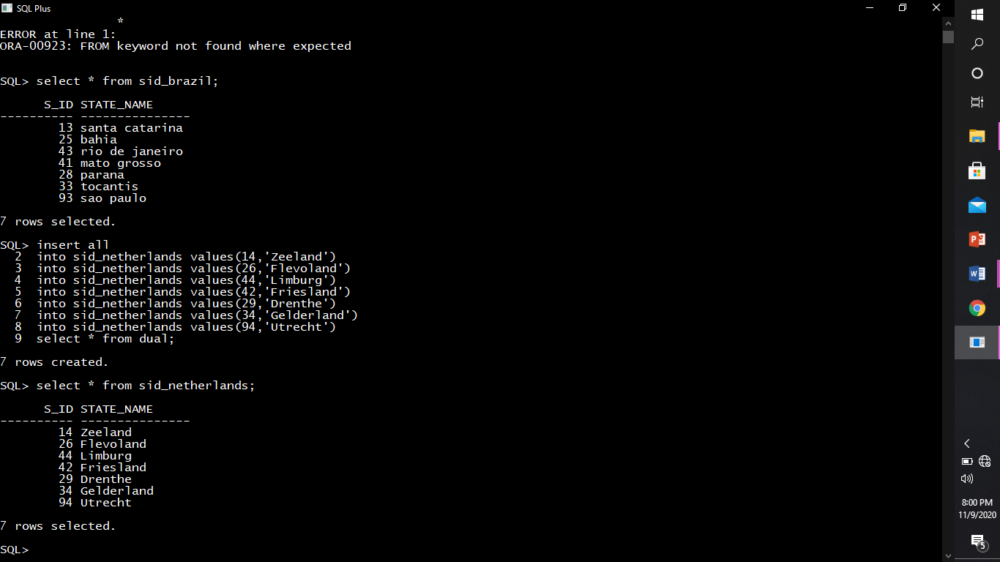 SQL Plus
*
ERROR at line 1:
ORA-00923: FROM keyword not found where expected
SQL> select * from sid_brazil;
S_ID STATE_NAME
---------- ---------------
13 santa catarina
25 bahia
43 rio de janeiro
41 mato grosso
28 parana
33 tocantis
93 sao paulo
7 rows selected.
SQL> insert all
2 into sid_netherlands values(14,'Zeeland')
3 into sid_netherlands values(26,'Flevoland')
4 into sid_netherlands values(44,'Limburg')
5 into sid_netherlands values(42,'Friesland')
6 into sid_netherlands values(29,'Drenthe')
7 into sid_netherlands values(34,'Gelderland')
8 into sid_netherlands values(94,'Utrecht')
9 select * from dual;
7 rows created.
SQL> select * from sid_netherlands;
S_ID STATE_NAME
---------- ---------------
14 Zeeland
26 Flevoland
44 Limburg
42 Friesland
29 Drenthe
34 Gelderland
94 Utrecht
7 rows selected.
SQL>
P
W
8:00 PM
11/9/2020
5